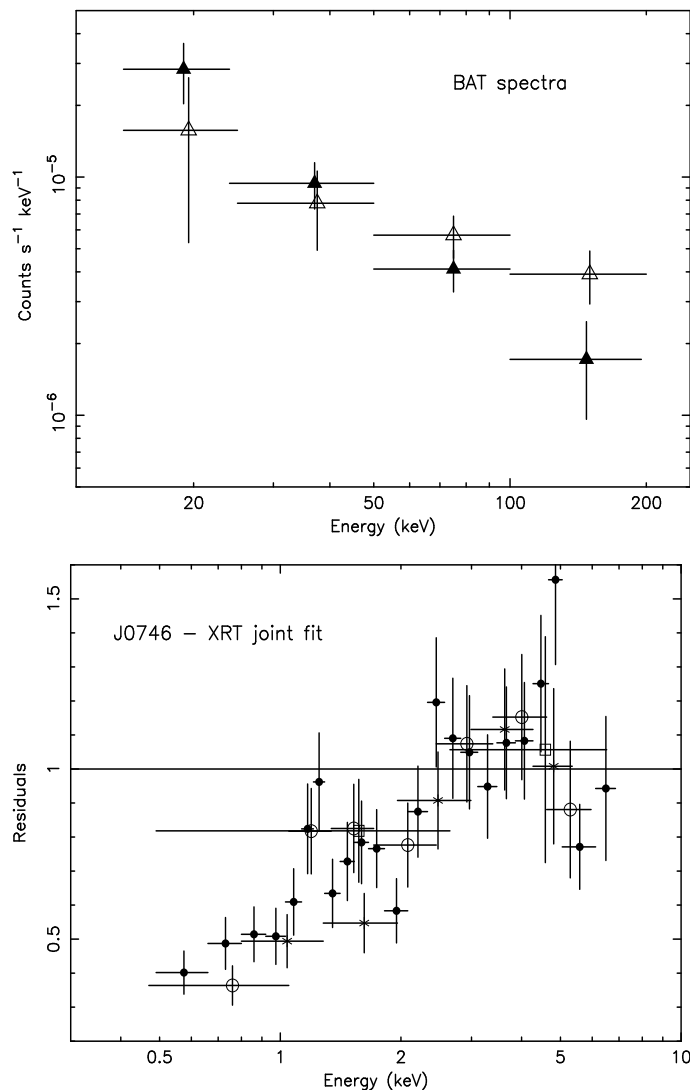 BAT spectra
10⁻⁵
10⁻⁶
Counts s⁻¹ keV⁻¹
20 50 100 200
Energy (keV)
J0746 – XRT joint fit
1.5
1
0.5
Residuals
0.5 1 2 5 10
Energy (keV)